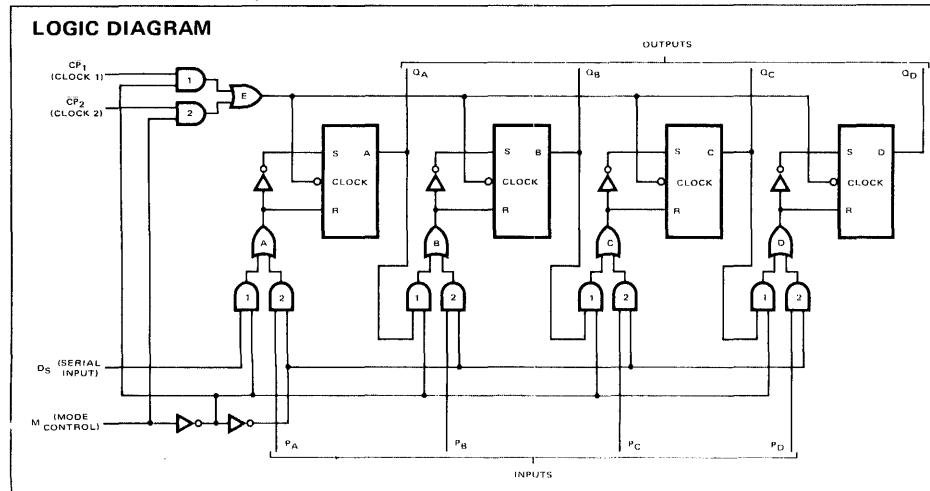 LOGIC DIAGRAM
OUTPUTS
CP1
(CLOCK 1)
1
E
QA
QB
QC
QD
CP2
(CLOCK 2)
2
S A
CLOCK
R
S B
CLOCK
R
S C
CLOCK
R
S D
CLOCK
R
A
B
C
D
1 2
1 2
1 2
1 2
DS (SERIAL
INPUT)
M (MODE
CONTROL)
PA
PB
PC
PD
INPUTS